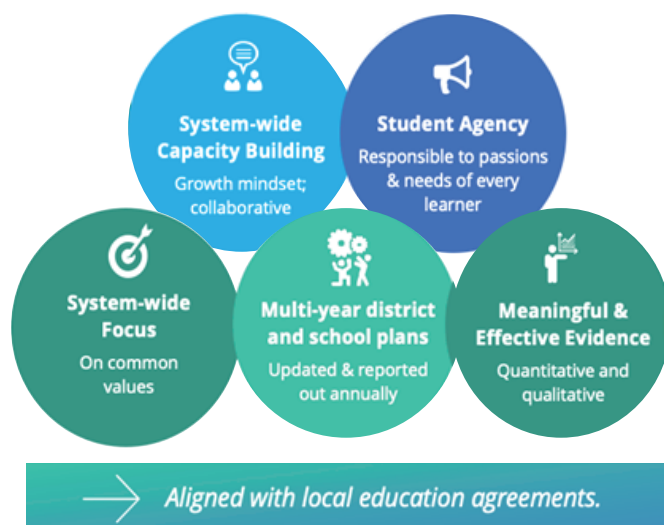 System-wide
Capacity Building
Growth mindset;
collaborative
Student Agency
Responsible to passions
& needs of every
learner
System-wide
Focus
On common
values
Multi-year district
and school plans
Updated & reported
out annually
Meaningful &
Effective Evidence
Quantitative and
qualitative
Aligned with local education agreements.